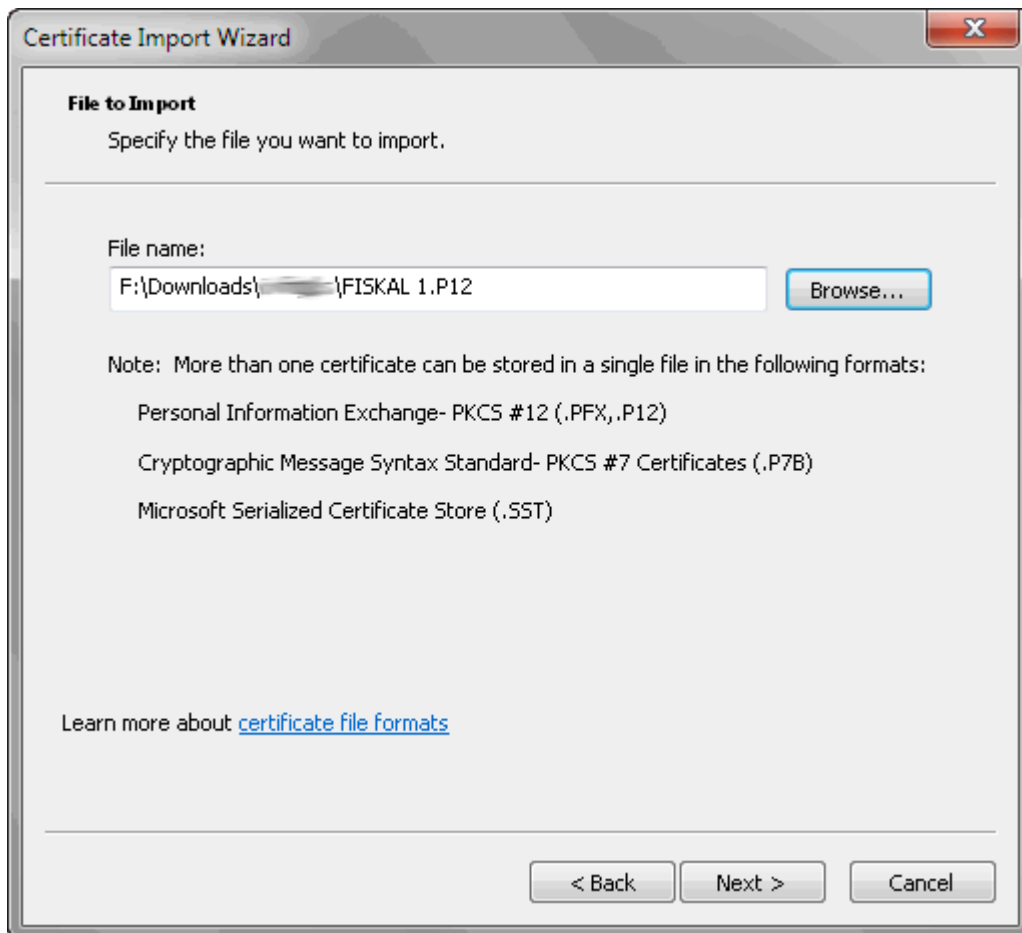 Certificate Import Wizard
File to Import
Specify the file you want to import.
File name:
F:\Downloads\ \FISKAL 1.P12
Browse...
Note:  More than one certificate can be stored in a single file in the following formats:
Personal Information Exchange- PKCS #12 (.PFX,.P12)
Cryptographic Message Syntax Standard- PKCS #7 Certificates (.P7B)
Microsoft Serialized Certificate Store (.SST)
Learn more about certificate file formats
< Back
Next >
Cancel